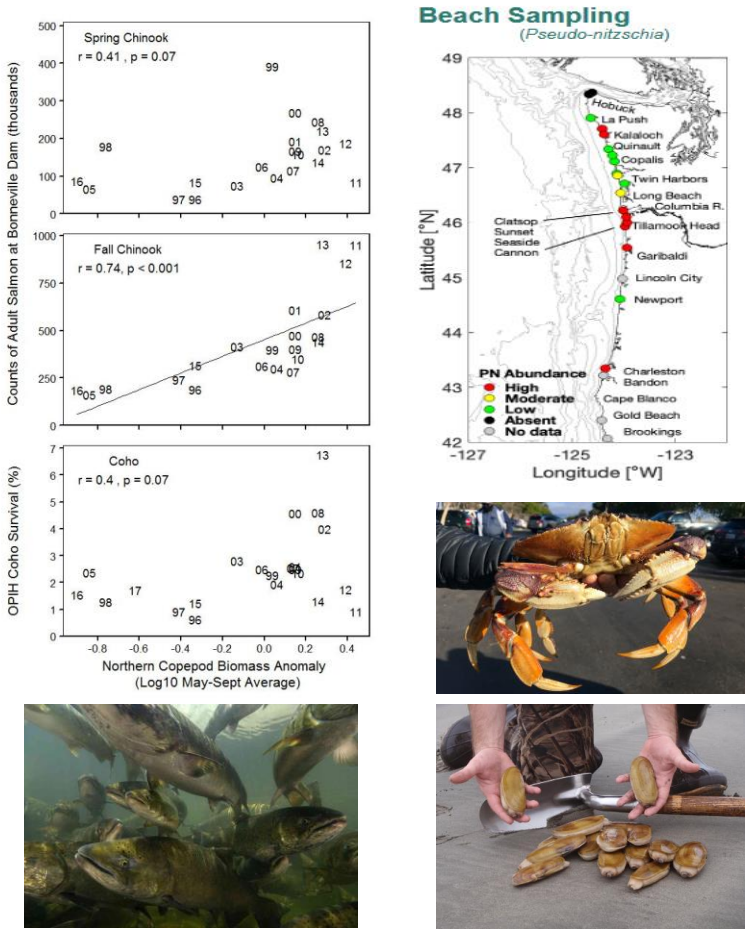 Counts of Adult Salmon at Bonneville Dam (thousands)
500
400
300
200
100
0
Spring Chinook
r = 0.41 , p = 0.07
99
00
08
13
98
01
12
09
02
10
14
06
07
04
16
05
15
03
11
97
96
1000
750
500
250
0
Fall Chinook
r = 0.74, p < 0.001
13
11
12
01
08
00
06
14
03
99
09
10
15
06
04
07
97
16
05
98
96
OPIH Coho Survival (%)
7
6
5
4
3
2
1
0
Coho
r = 0.4 , p = 0.07
13
00
08
02
03
05
06
99
10
04
16
17
12
98
15
14
97
96
11
-0.8
-0.6
-0.4
-0.2
0.0
0.2
0.4
Northern Copepod Biomass Anomaly
(Log10 May-Sept Average)
Beach Sampling
(Pseudo-nitzschia)
Latitude [°N]
49
48
47
46
45
44
43
42
Hobuck
La Push
Kalaloch
Quinault
Copalis
Twin Harbors
Long Beach
Columbia R.
Clatsop
Sunset
Seaside
Cannon
Tillamook Head
Garibaldi
Lincoln City
Newport
Charleston
Bandon
Cape Blanco
Gold Beach
Brookings
PN Abundance
High
Moderate
Low
Absent
No data
-127
-125
-123
Longitude [°W]